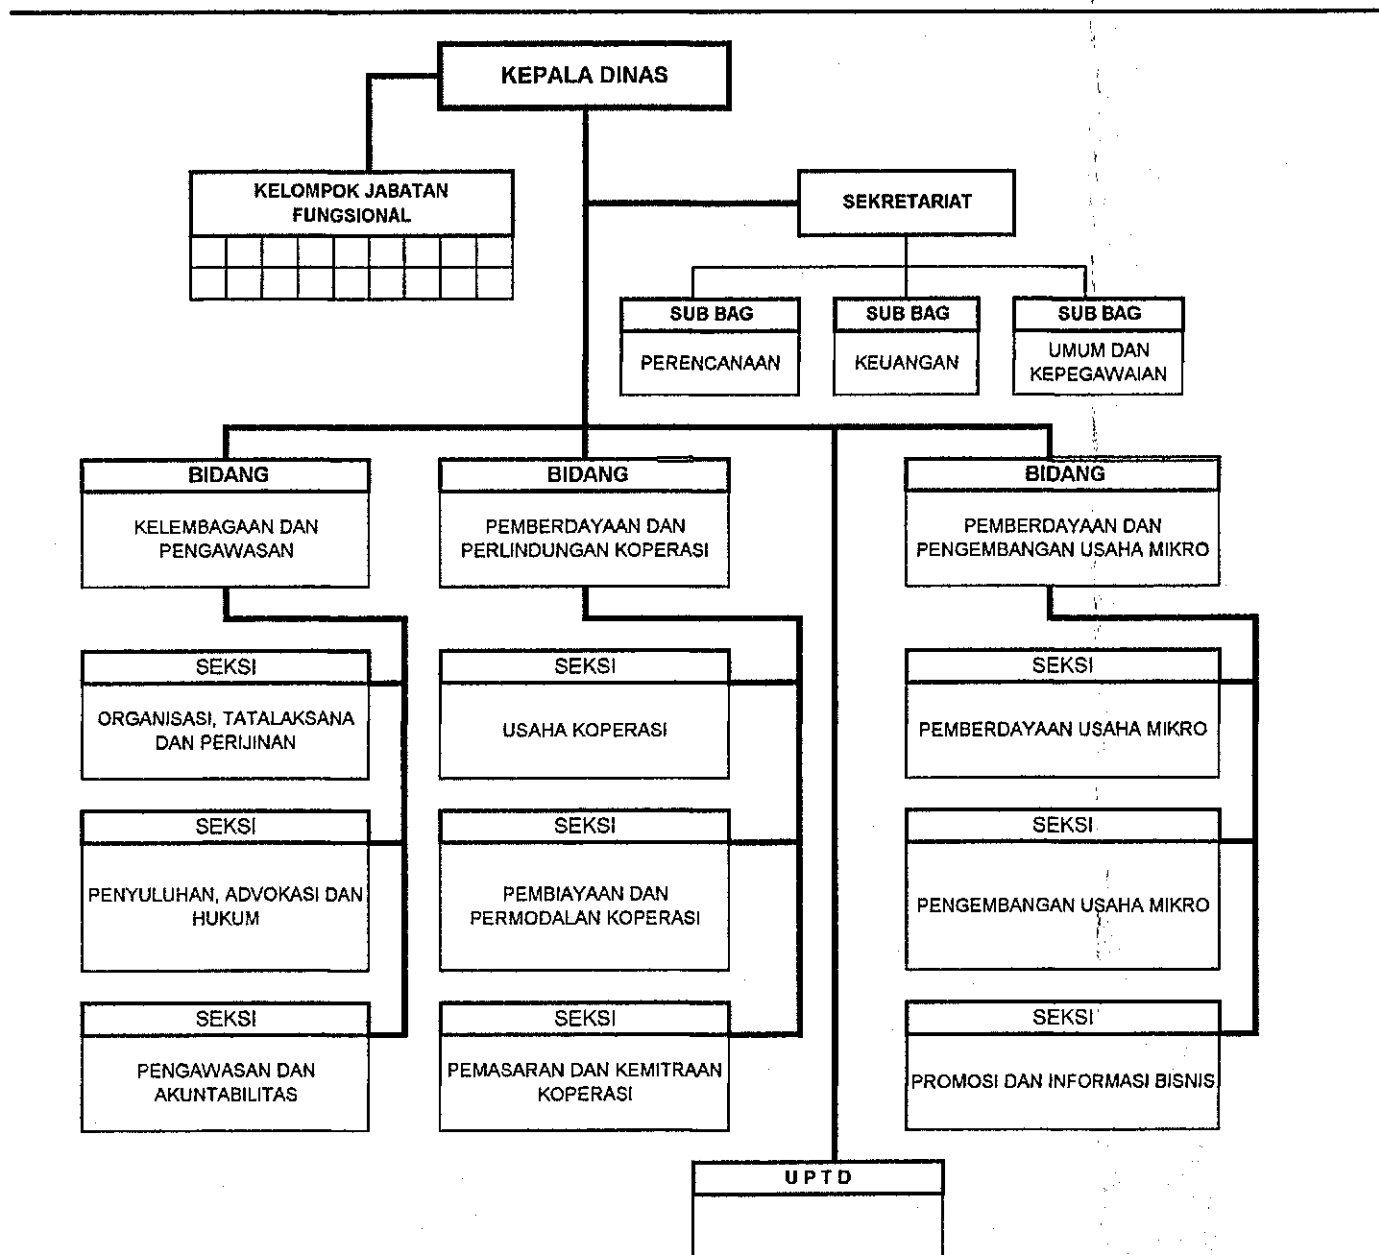 KEPALA DINAS
KELOMPOK JABATAN
FUNGSIONAL
SEKRETARIAT
SUB BAG
PERENCANAAN
SUB BAG
KEUANGAN
SUB BAG
UMUM DAN
KEPEGAWAIAN
BIDANG
KELEMBAGAAN DAN
PENGAWASAN
BIDANG
PEMBERDAYAAN DAN
PERLINDUNGAN KOPERASI
BIDANG
PEMBERDAYAAN DAN
PENGEMBANGAN USAHA MIKRO
SEKSI
ORGANISASI, TATALAKSANA
DAN PERIJINAN
SEKSI
USAHA KOPERASI
SEKSI
PEMBERDAYAAN USAHA MIKRO
SEKSI
PENYULUHAN, ADVOKASI DAN
HUKUM
SEKSI
PEMBIAYAAN DAN
PERMODALAN KOPERASI
SEKSI
PENGEMBANGAN USAHA MIKRO
SEKSI
PENGAWASAN DAN
AKUNTABILITAS
SEKSI
PEMASARAN DAN KEMITRAAN
KOPERASI
SEKSI
PROMOSI DAN INFORMASI BISNIS
U P T D